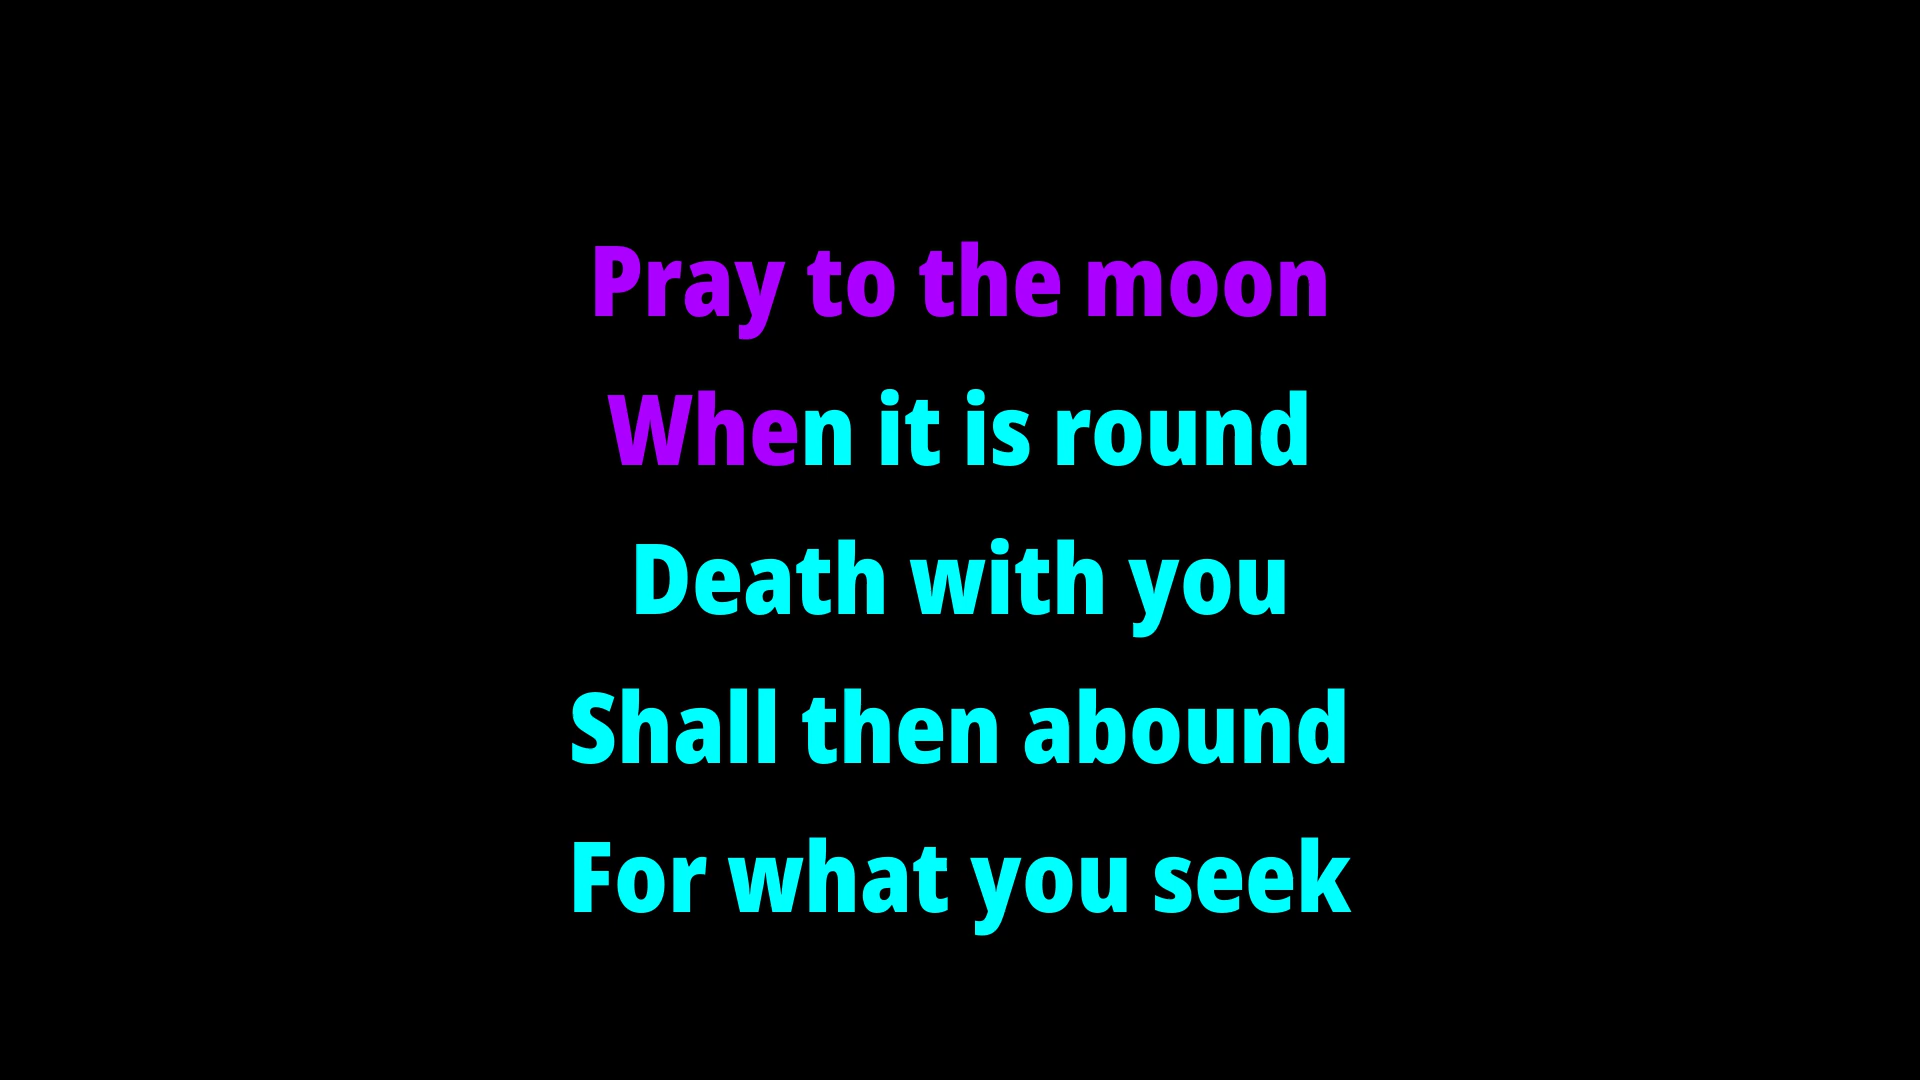 Pray to the moon
When it is round
Death with you
Shall then abound
For what you seek